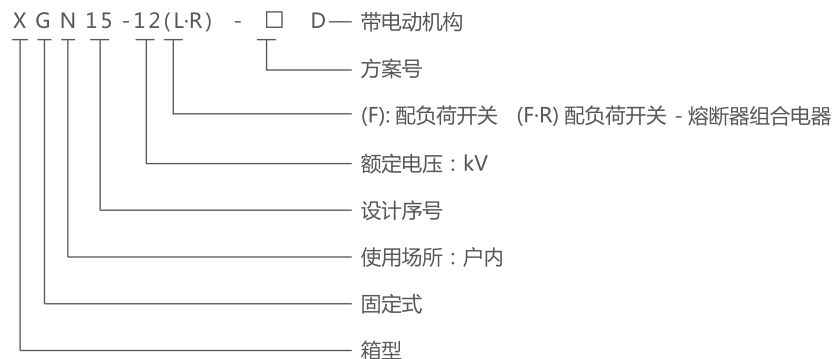 X G N 15 -12(L·R) - □ D 带电动机构
方案号
(F): 配负荷开关 (F·R) 配负荷开关 - 熔断器组合电器
额定电压：kV
设计序号
使用场所：户内
固定式
箱型